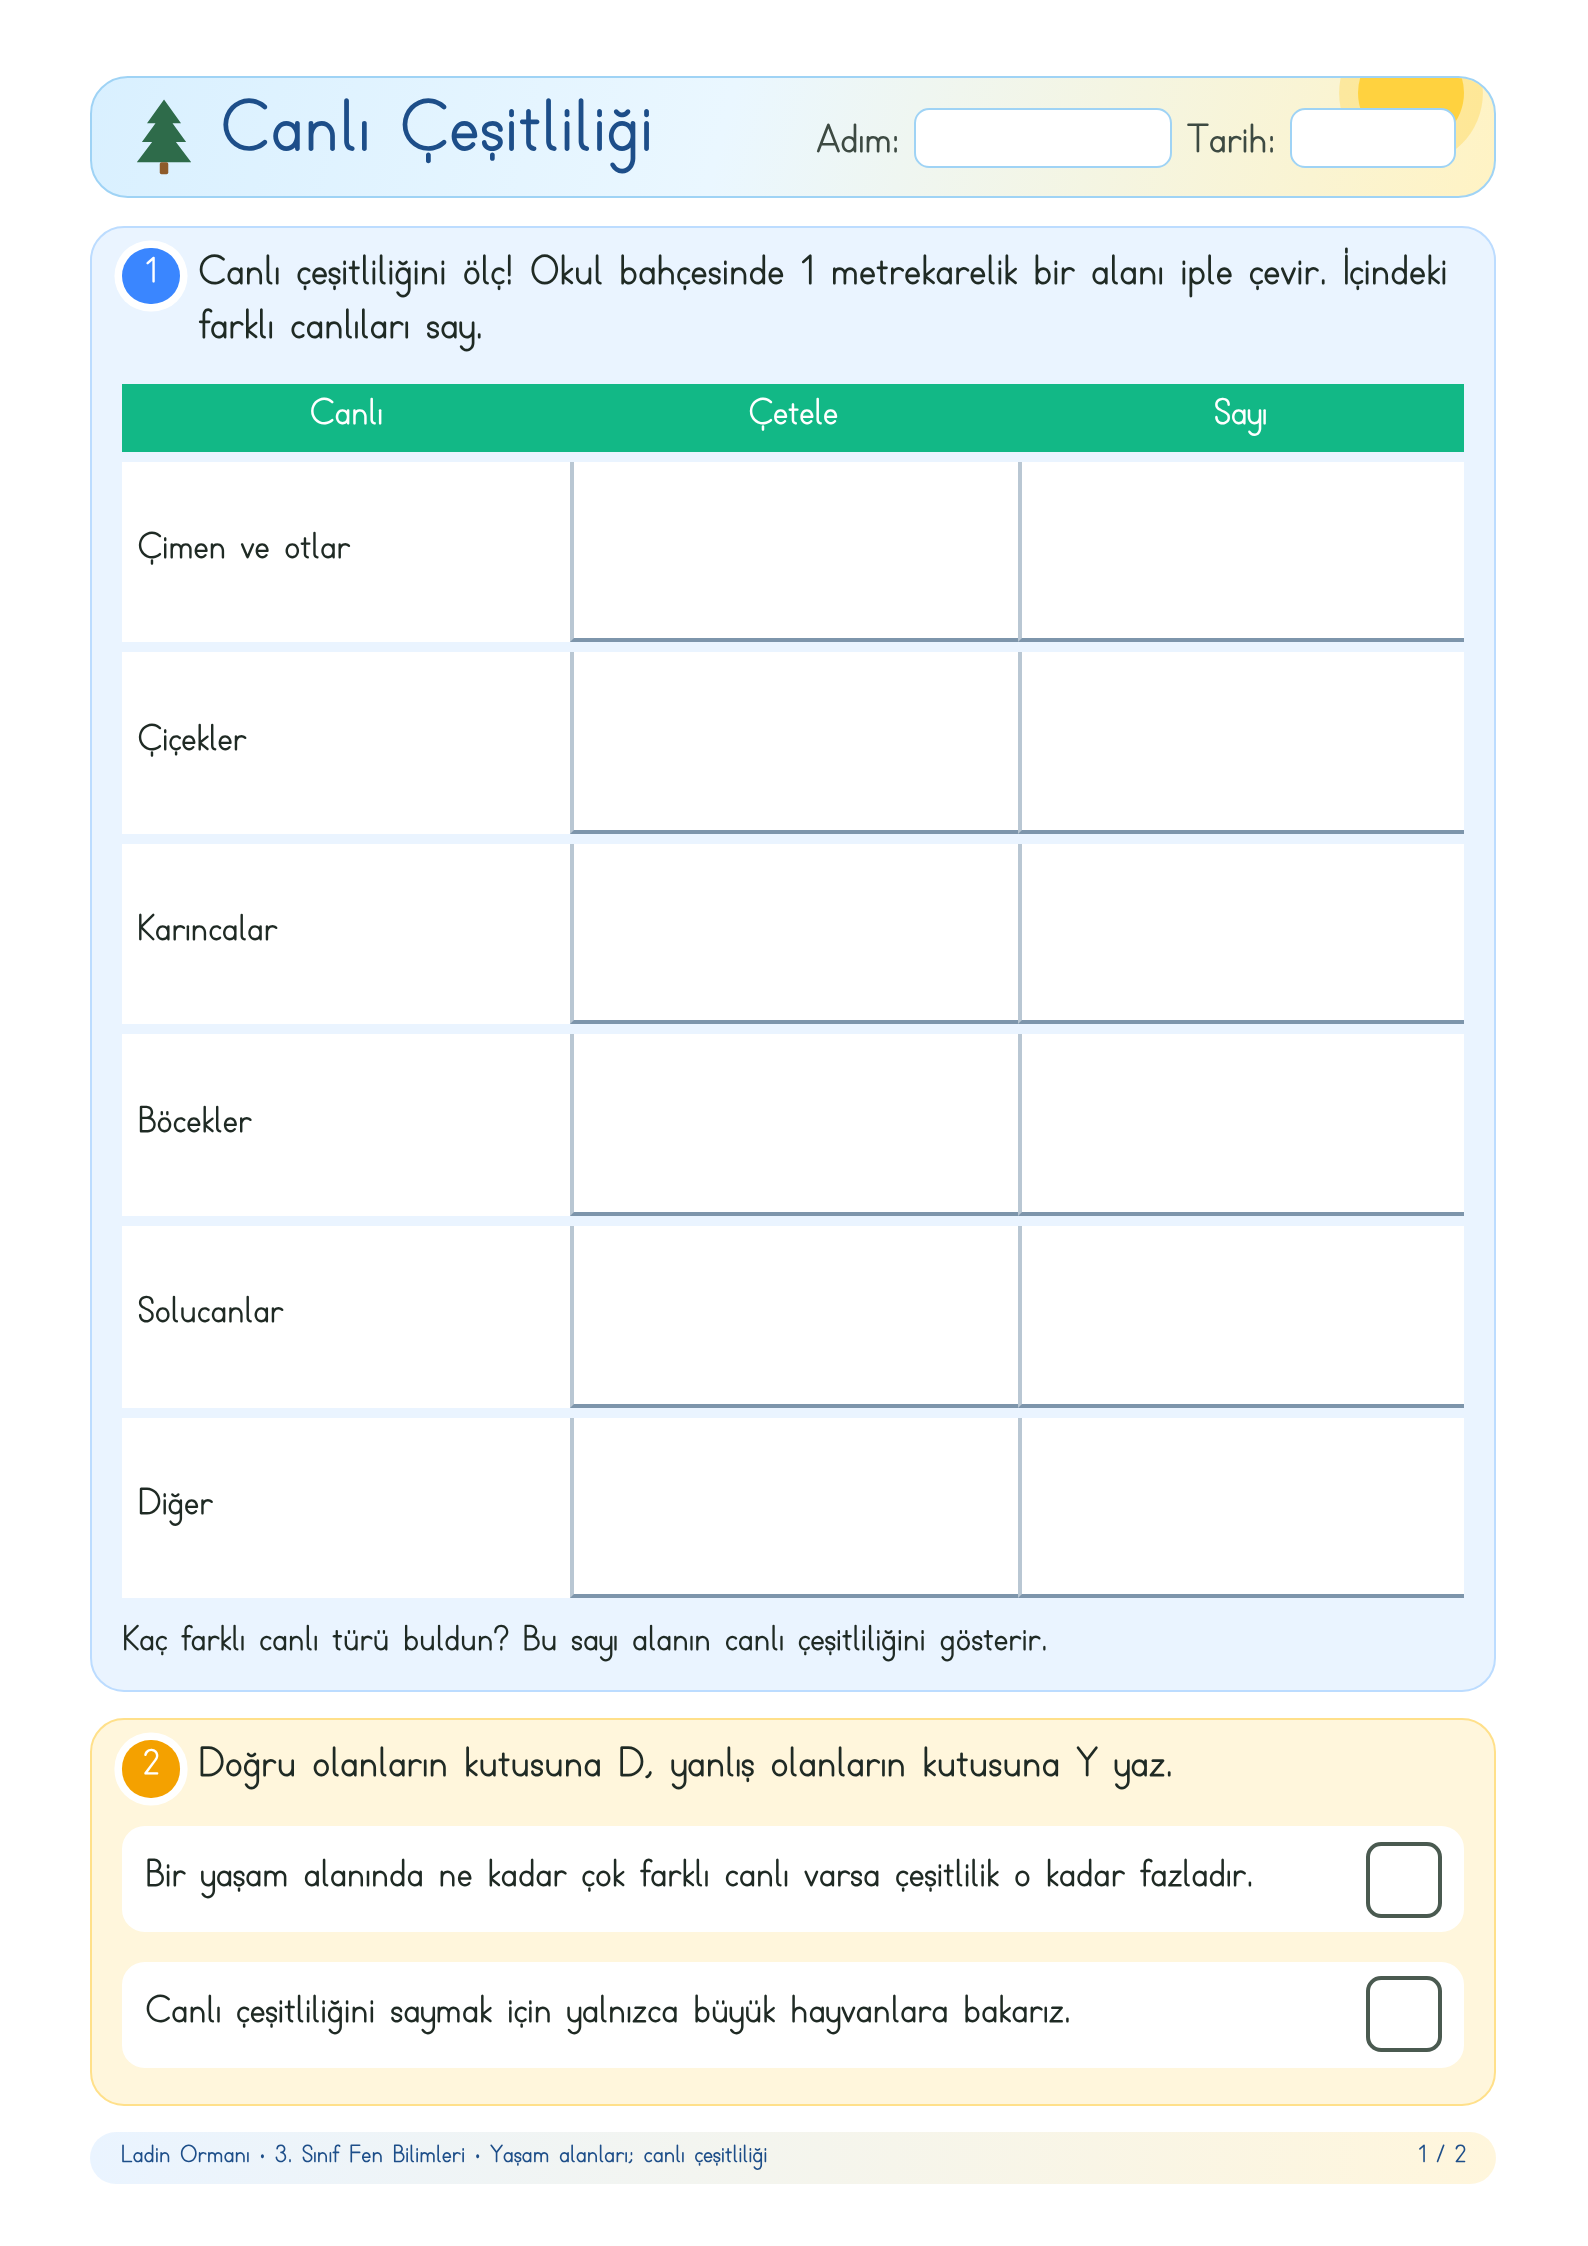 Canlı Çeşitliliği
Adım:
Tarih:
1
Canlı çeşitliliğini ölç! Okul bahçesinde 1 metrekarelik bir alanı iple çevir. İçindeki
farklı canlıları say.
Canlı Çetele Sayı
Çimen ve otlar
Çiçekler
Karıncalar
Böcekler
Solucanlar
Diğer
Kaç farklı canlı türü buldun? Bu sayı alanın canlı çeşitliliğini gösterir.
2
Doğru olanların kutusuna D, yanlış olanların kutusuna Y yaz.
Bir yaşam alanında ne kadar çok farklı canlı varsa çeşitlilik o kadar fazladır.
Canlı çeşitliliğini saymak için yalnızca büyük hayvanlara bakarız.
Ladin Ormanı • 3. Sınıf Fen Bilimleri • Yaşam alanları; canlı çeşitliliği
1 / 2